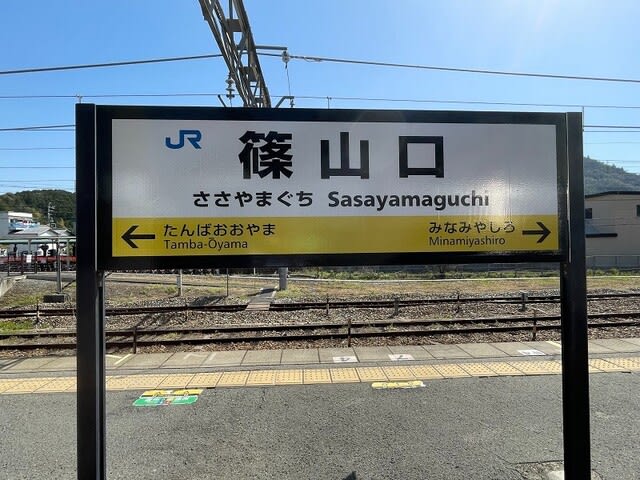 JR 篠山口
ささやまぐち Sasayamaguchi
← たんばおおやま みなみやしろ →
Tamba-Ōyama Minamiyashiro